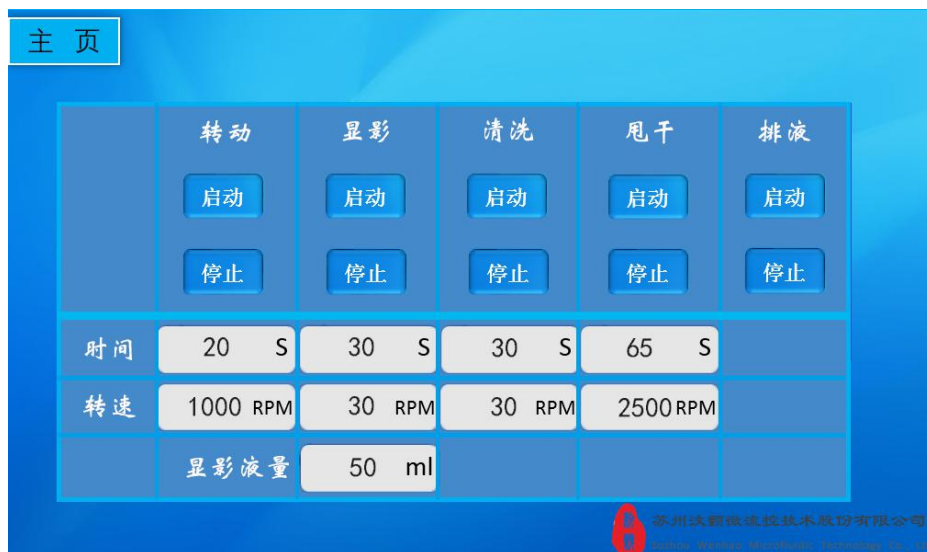 主 页
转动 显影 清洗 甩干 排液
启动 启动 启动 启动 启动
停止 停止 停止 停止 停止
时间 20 S 30 S 30 S 65 S
转速 1000 RPM 30 RPM 30 RPM 2500 RPM
显影液量 50 ml
苏州汶颢微流控技术股份有限公司